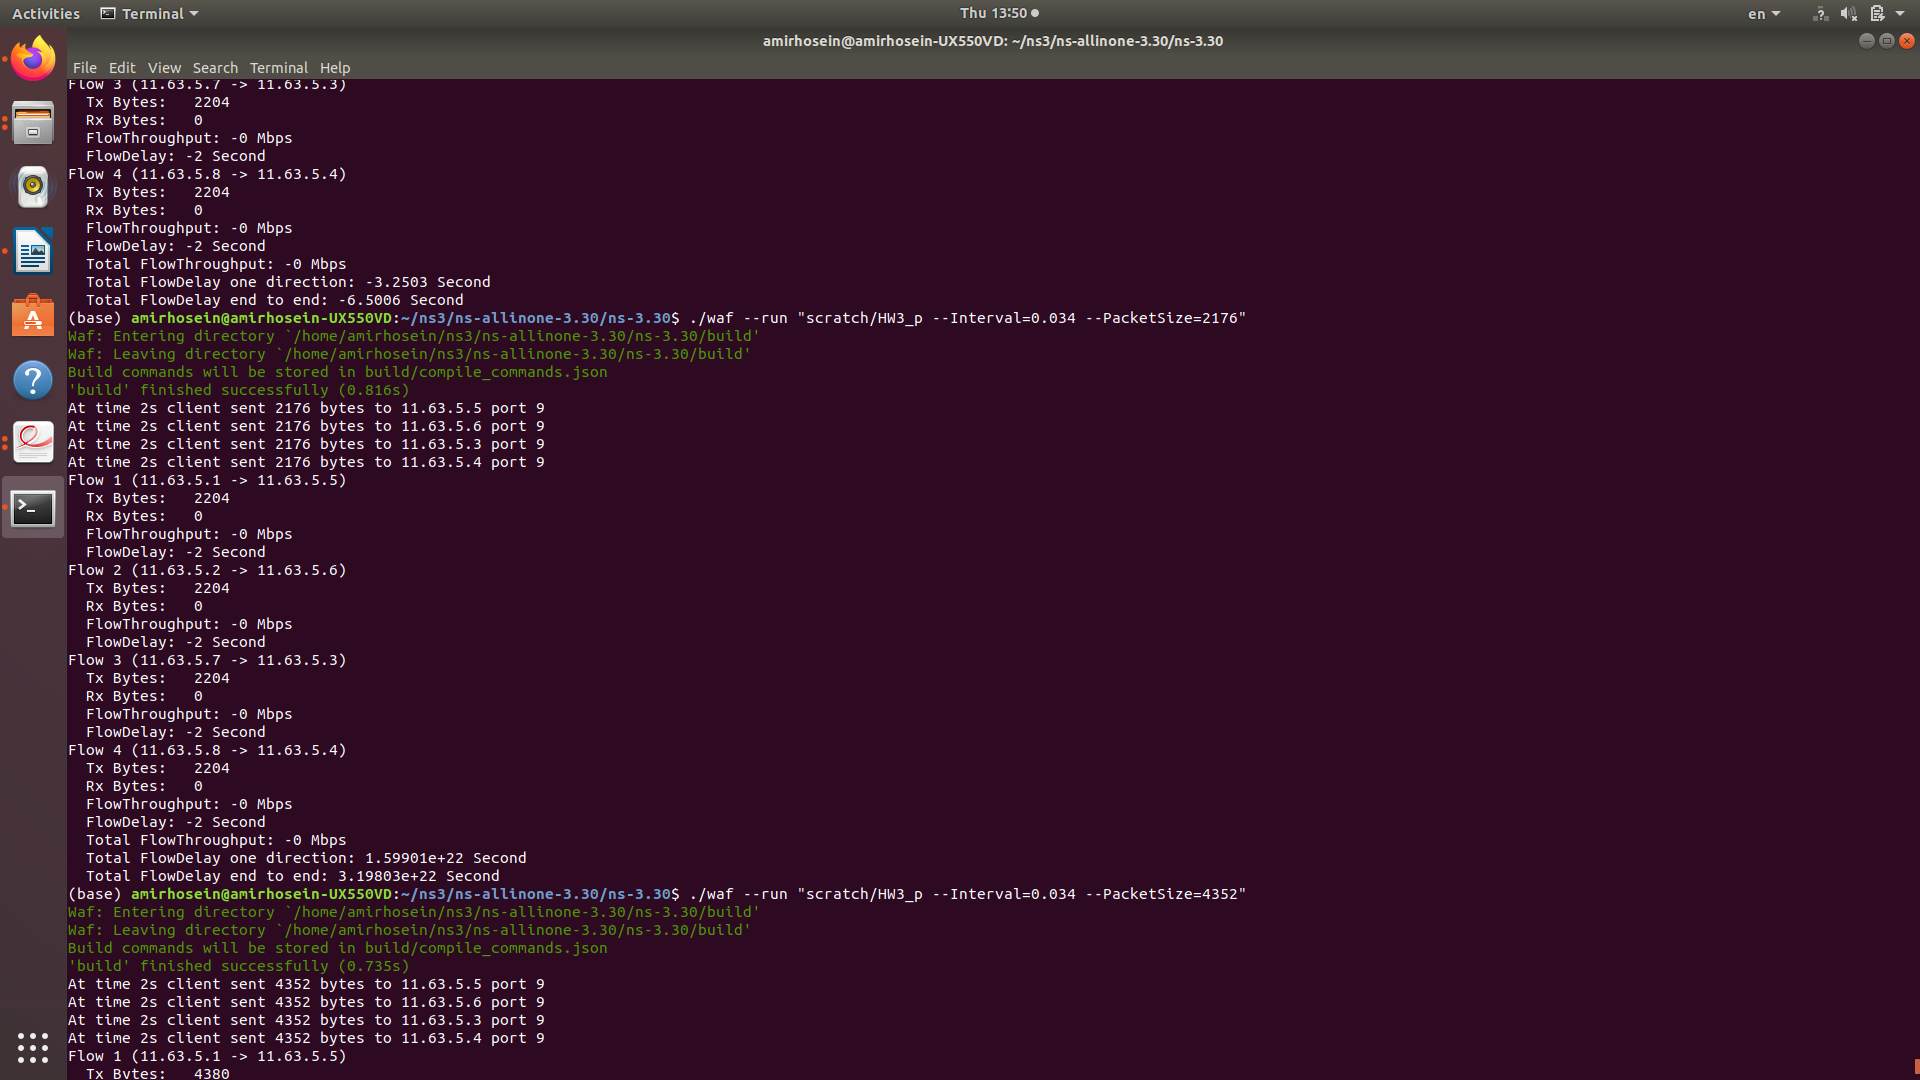 Activities Terminal Thu 13:50 en
amirhosein@amirhosein-UX550VD: ~/ns3/ns-allinone-3.30/ns-3.30
File Edit View Search Terminal Help
Flow 3 (11.63.5.7 -> 11.63.5.3)
  Tx Bytes:   2204
  Rx Bytes:   0
  FlowThroughput: -0 Mbps
  FlowDelay: -2 Second
Flow 4 (11.63.5.8 -> 11.63.5.4)
  Tx Bytes:   2204
  Rx Bytes:   0
  FlowThroughput: -0 Mbps
  FlowDelay: -2 Second
  Total FlowThroughput: -0 Mbps
  Total FlowDelay one direction: -3.2503 Second
  Total FlowDelay end to end: -6.5006 Second
(base) amirhosein@amirhosein-UX550VD:~/ns3/ns-allinone-3.30/ns-3.30$ ./waf --run "scratch/HW3_p --Interval=0.034 --PacketSize=2176"
Waf: Entering directory `/home/amirhosein/ns3/ns-allinone-3.30/ns-3.30/build'
Waf: Leaving directory `/home/amirhosein/ns3/ns-allinone-3.30/ns-3.30/build'
Build commands will be stored in build/compile_commands.json
'build' finished successfully (0.816s)
At time 2s client sent 2176 bytes to 11.63.5.5 port 9
At time 2s client sent 2176 bytes to 11.63.5.6 port 9
At time 2s client sent 2176 bytes to 11.63.5.3 port 9
At time 2s client sent 2176 bytes to 11.63.5.4 port 9
Flow 1 (11.63.5.1 -> 11.63.5.5)
  Tx Bytes:   2204
  Rx Bytes:   0
  FlowThroughput: -0 Mbps
  FlowDelay: -2 Second
Flow 2 (11.63.5.2 -> 11.63.5.6)
  Tx Bytes:   2204
  Rx Bytes:   0
  FlowThroughput: -0 Mbps
  FlowDelay: -2 Second
Flow 3 (11.63.5.7 -> 11.63.5.3)
  Tx Bytes:   2204
  Rx Bytes:   0
  FlowThroughput: -0 Mbps
  FlowDelay: -2 Second
Flow 4 (11.63.5.8 -> 11.63.5.4)
  Tx Bytes:   2204
  Rx Bytes:   0
  FlowThroughput: -0 Mbps
  FlowDelay: -2 Second
  Total FlowThroughput: -0 Mbps
  Total FlowDelay one direction: 1.59901e+22 Second
  Total FlowDelay end to end: 3.19803e+22 Second
(base) amirhosein@amirhosein-UX550VD:~/ns3/ns-allinone-3.30/ns-3.30$ ./waf --run "scratch/HW3_p --Interval=0.034 --PacketSize=4352"
Waf: Entering directory `/home/amirhosein/ns3/ns-allinone-3.30/ns-3.30/build'
Waf: Leaving directory `/home/amirhosein/ns3/ns-allinone-3.30/ns-3.30/build'
Build commands will be stored in build/compile_commands.json
'build' finished successfully (0.735s)
At time 2s client sent 4352 bytes to 11.63.5.5 port 9
At time 2s client sent 4352 bytes to 11.63.5.6 port 9
At time 2s client sent 4352 bytes to 11.63.5.3 port 9
At time 2s client sent 4352 bytes to 11.63.5.4 port 9
Flow 1 (11.63.5.1 -> 11.63.5.5)
  Tx Bytes:   4380